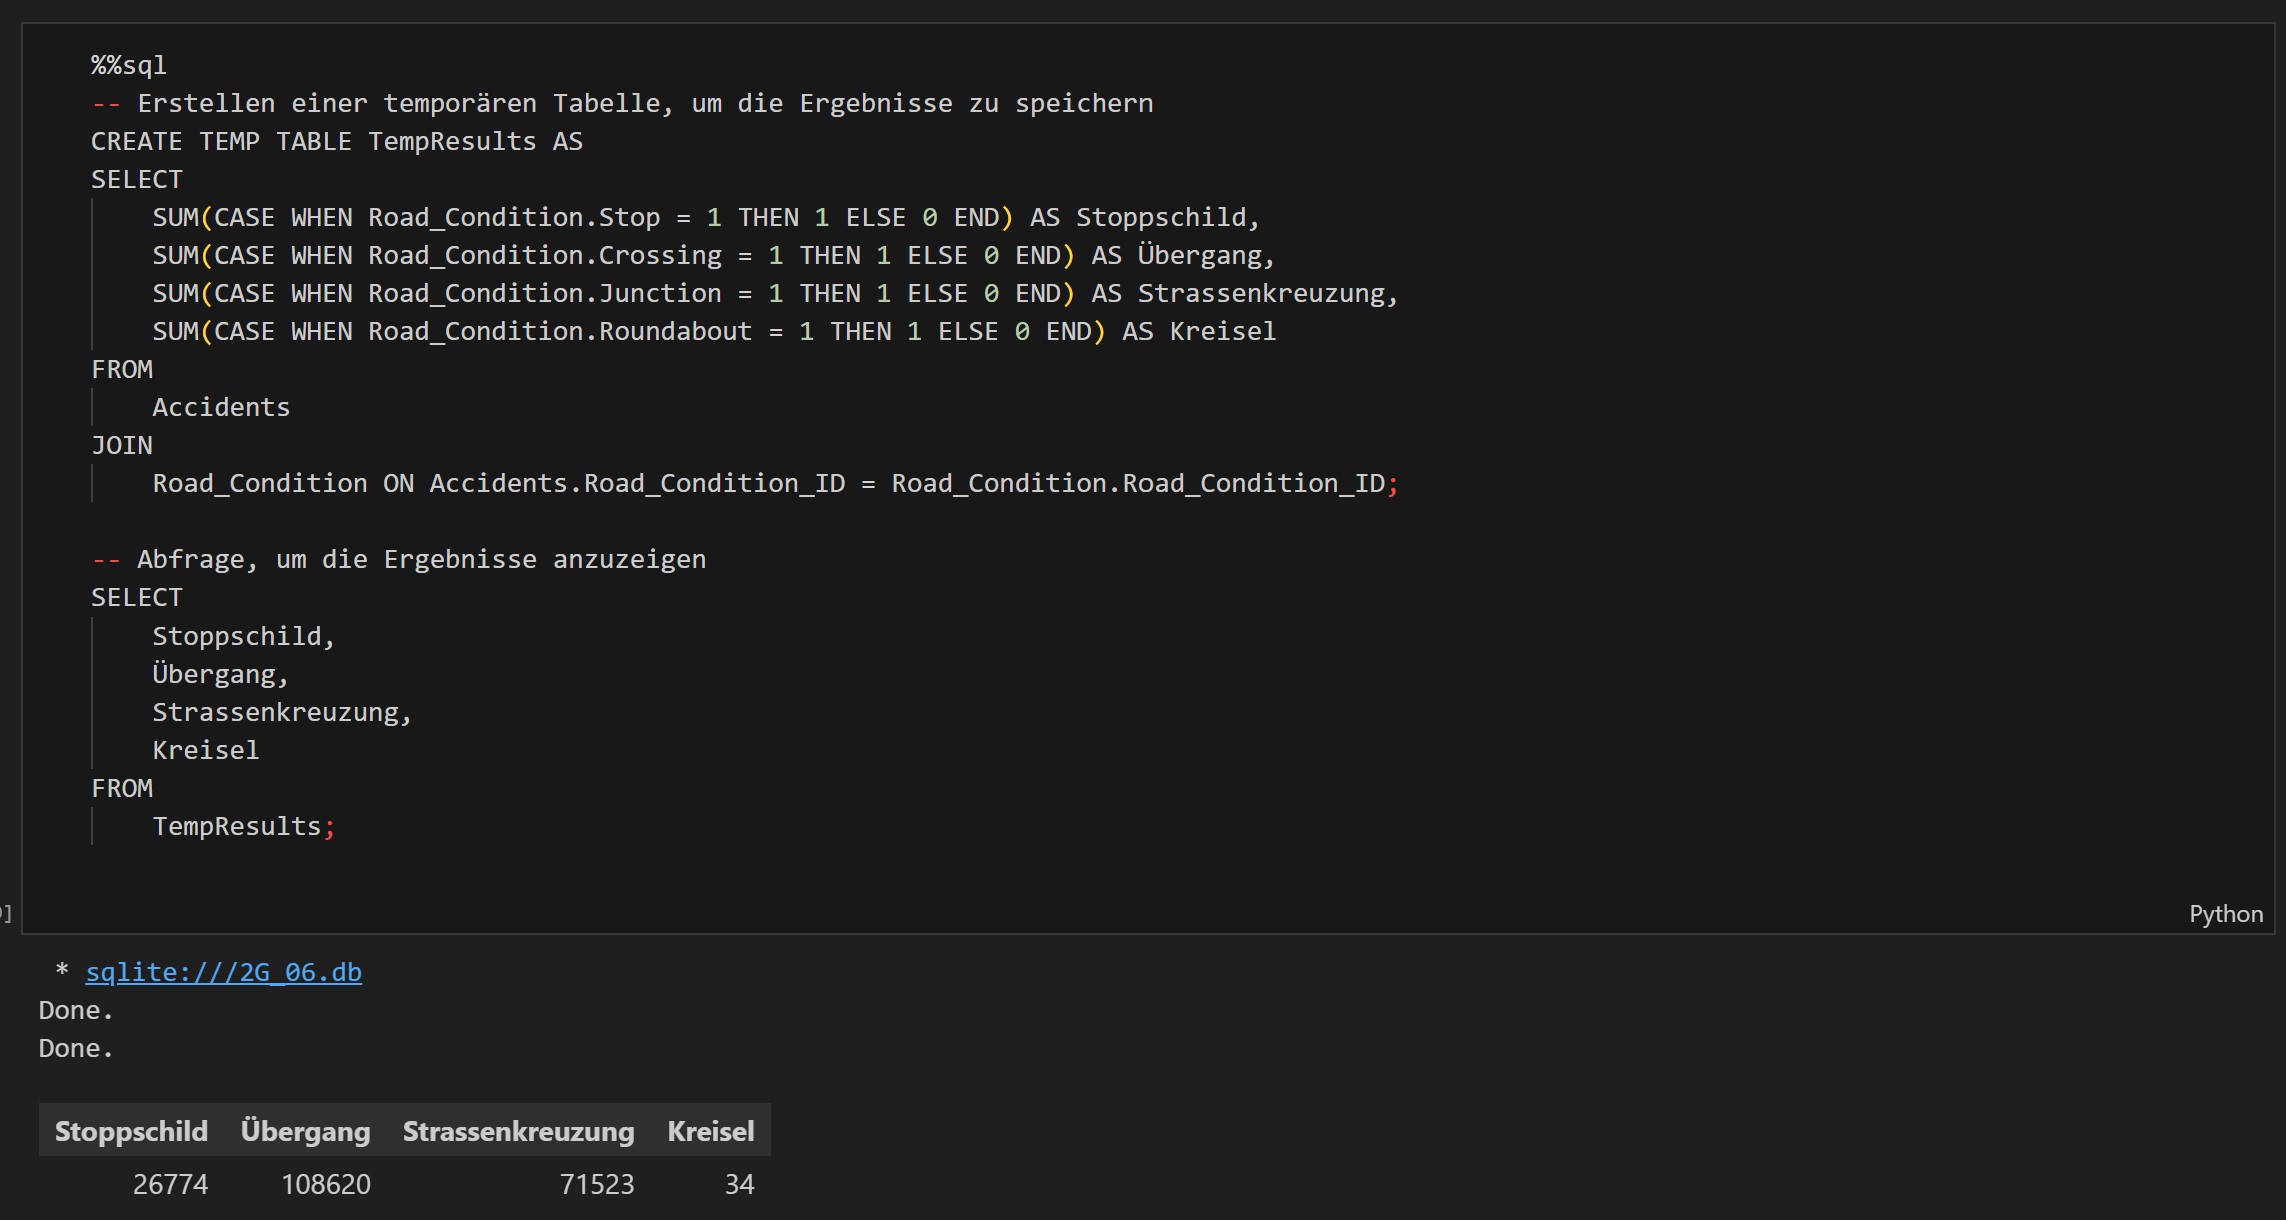 %%sql
-- Erstellen einer temporären Tabelle, um die Ergebnisse zu speichern
CREATE TEMP TABLE TempResults AS
SELECT
    SUM(CASE WHEN Road_Condition.Stop = 1 THEN 1 ELSE 0 END) AS Stoppschild,
    SUM(CASE WHEN Road_Condition.Crossing = 1 THEN 1 ELSE 0 END) AS Übergang,
    SUM(CASE WHEN Road_Condition.Junction = 1 THEN 1 ELSE 0 END) AS Strassenkreuzung,
    SUM(CASE WHEN Road_Condition.Roundabout = 1 THEN 1 ELSE 0 END) AS Kreisel
FROM
    Accidents
JOIN
    Road_Condition ON Accidents.Road_Condition_ID = Road_Condition.Road_Condition_ID;
-- Abfrage, um die Ergebnisse anzuzeigen
SELECT
    Stoppschild,
    Übergang,
    Strassenkreuzung,
    Kreisel
FROM
    TempResults;
]
Python
* sqlite:///2G_06.db
Done.
Done.
Stoppschild Übergang Strassenkreuzung Kreisel
26774 108620 71523 34